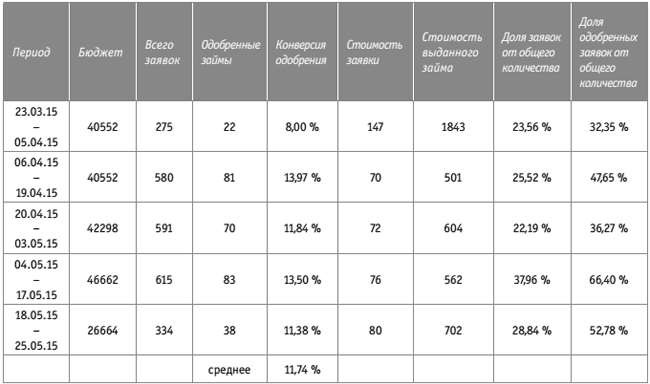 Период Бюджет Всего заявок Одобренные займы Конверсия одобрения Стоимость заявки Стоимость выданного займа Доля заявок от общего количества Доля одобренных заявок от общего количества
23.03.15 – 05.04.15 40552 275 22 8,00 % 147 1843 23,56 % 32,35 %
06.04.15 – 19.04.15 40552 580 81 13,97 % 70 501 25,52 % 47,65 %
20.04.15 – 03.05.15 42298 591 70 11,84 % 72 604 22,19 % 36,27 %
04.05.15 – 17.05.15 46662 615 83 13,50 % 76 562 37,96 % 66,40 %
18.05.15 – 25.05.15 26664 334 38 11,38 % 80 702 28,84 % 52,78 %
среднее 11,74 %